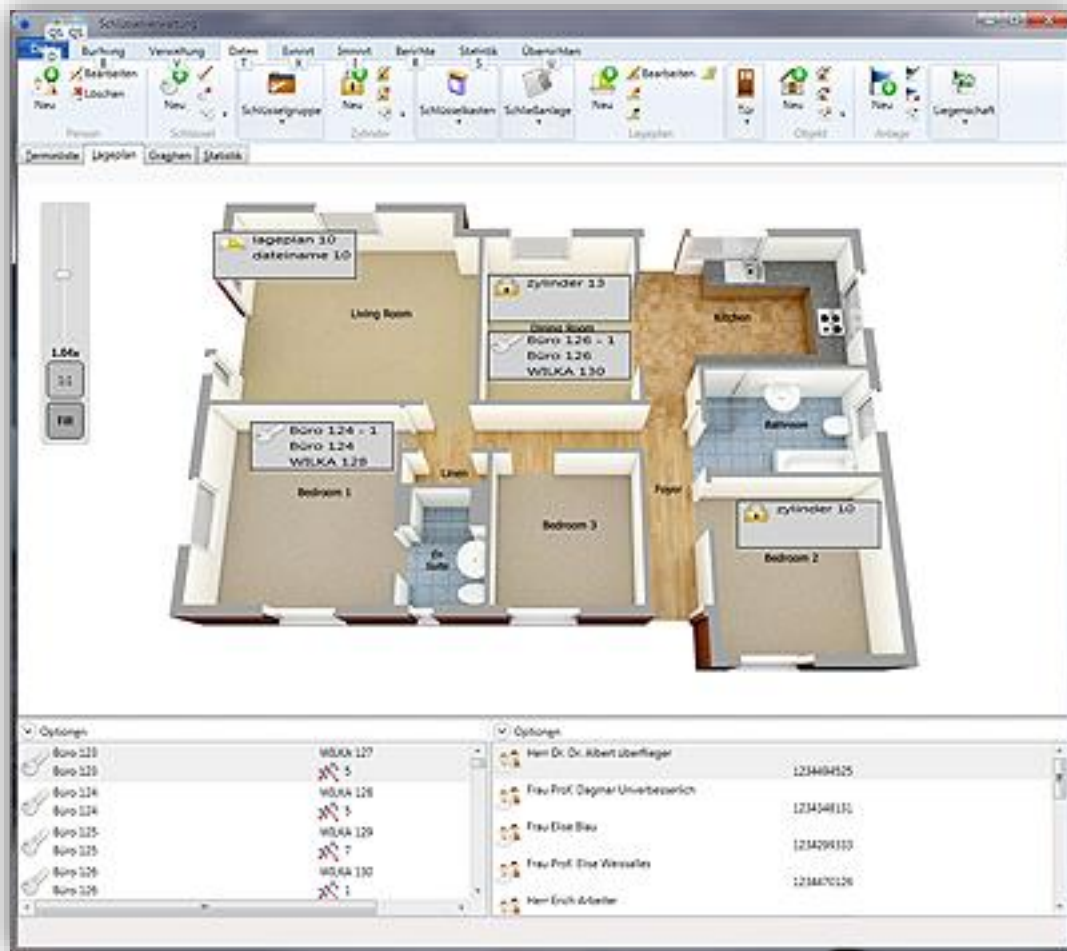 Schlüsselverwaltung
Buchung Verwaltung Daten Export Import Berichte Statistik Übersichten
Neu Bearbeiten
Löschen
Neu
Schlüsselgruppe
Neu
Schlüsselkasten
Schließanlage
Neu Bearbeiten
Tür
Neu
Neu
Liegenschaft
Person Schlüssel Zylinder Lageplan Objekt Anlage
Terminliste Lageplan Graphen Statistik
lageplan 10
dateiname 10
zylinder 13
Living Room
Kitchen
Dining Room
Büro 126 - 1
Büro 126
WILKA 130
1.04x
1:1
Fill
Büro 124 - 1
Büro 124
WILKA 128
Bathroom
Linen
Bedroom 1
Foyer
zylinder 10
Bedroom 3
En
Suite
Bedroom 2
Optionen
Büro 123 WILKA 127
Büro 123 5
Büro 124 WILKA 128
Büro 124 5
Büro 125 WILKA 129
Büro 125 7
Büro 126 WILKA 130
Büro 126 1
Optionen
Herr Dr. Dr. Albert überflieger
1234494525
Frau Prof. Dagmar Unverbesserlich
1234348131
Frau Elise Blau
1234299333
Frau Prof. Elise Weissalles
1234470126
Herr Erich Arbeiter